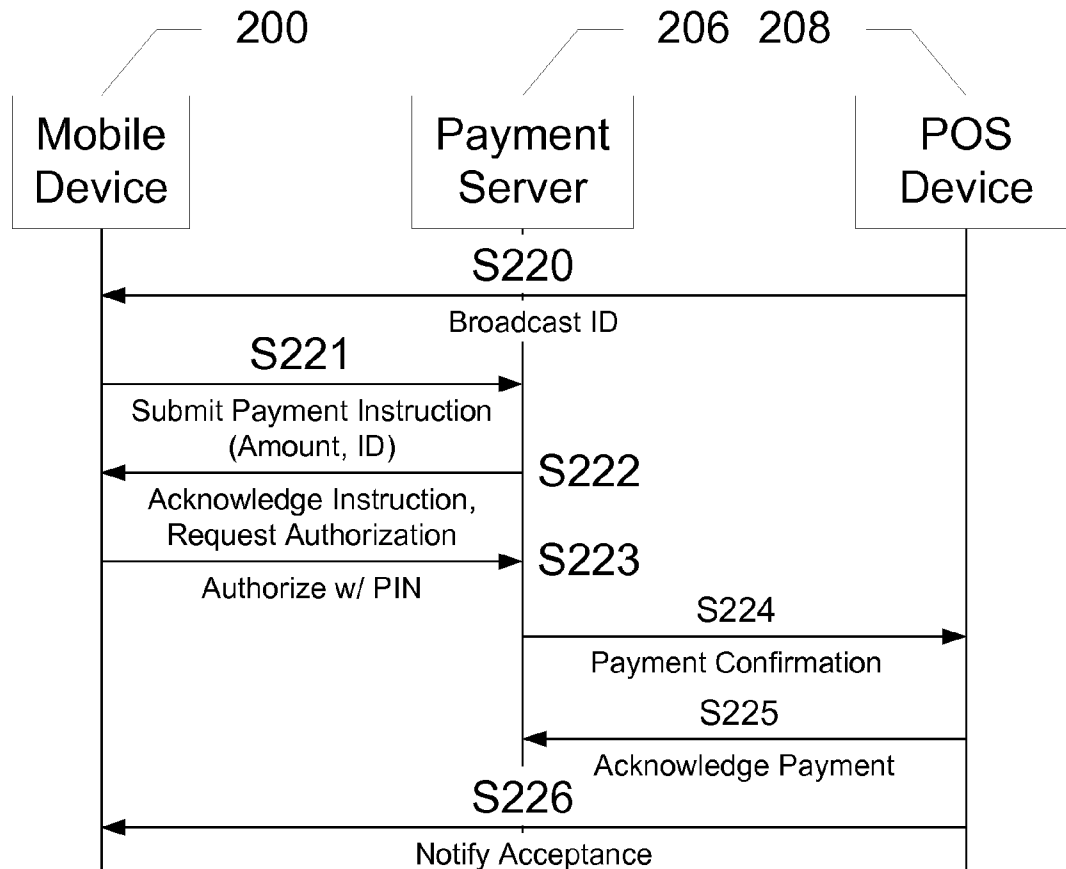 200
206 208
Mobile
Device
Payment
Server
POS
Device
S220
Broadcast ID
S221
Submit Payment Instruction
(Amount, ID)
S222
Acknowledge Instruction,
Request Authorization
S223
Authorize w/ PIN
S224
Payment Confirmation
S225
Acknowledge Payment
S226
Notify Acceptance